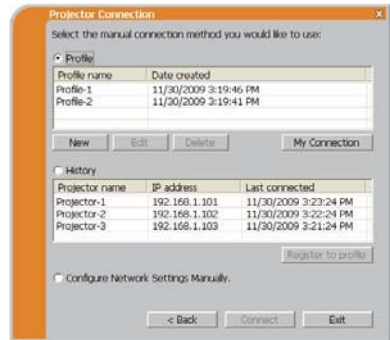 Projector Connection X
Select the manual connection method you would like to use:
Profile
Profile name Date created
Profile-1 11/30/2009 3:19:46 PM
Profile-2 11/30/2009 3:19:41 PM
New Edit Delete My Connection
History
Projector name IP address Last connected
Projector-1 192.168.1.101 11/30/2009 3:23:24 PM
Projector-2 192.168.1.102 11/30/2009 3:22:24 PM
Projector-3 192.168.1.103 11/30/2009 3:21:24 PM
Register to profile
Configure Network Settings Manually.
< Back Connect Exit